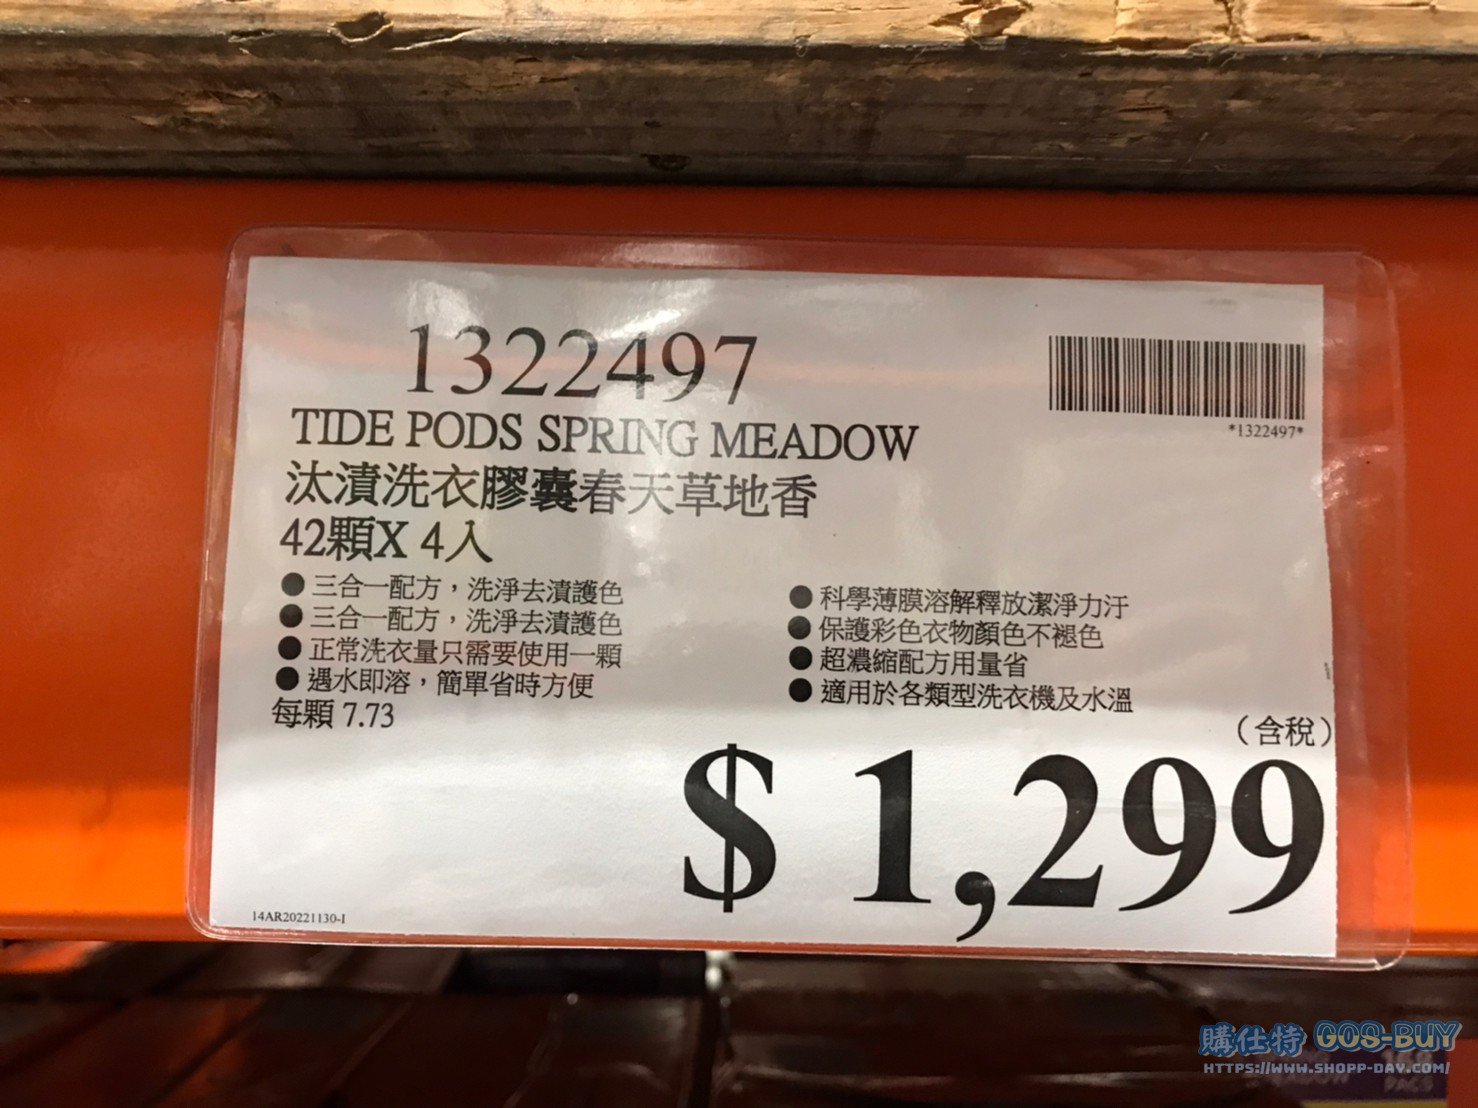 1322497
*1322497*
TIDE PODS SPRING MEADOW
汰漬洗衣膠囊春天草地香
42顆X 4入
●三合一配方，洗淨去漬護色
●三合一配方，洗淨去漬護色
●正常洗衣量只需要使用一顆
●遇水即溶，簡單省時方便
每顆 7.73
●科學薄膜溶解釋放潔淨力汙
●保護彩色衣物顏色不褪色
●超濃縮配方用量省
●適用於各類型洗衣機及水溫
（含稅）
$ 1,299
14AR20221130-I
購仕特 GOS-BUY
HTTPS://WWW.SHOPP-DAY.COM/